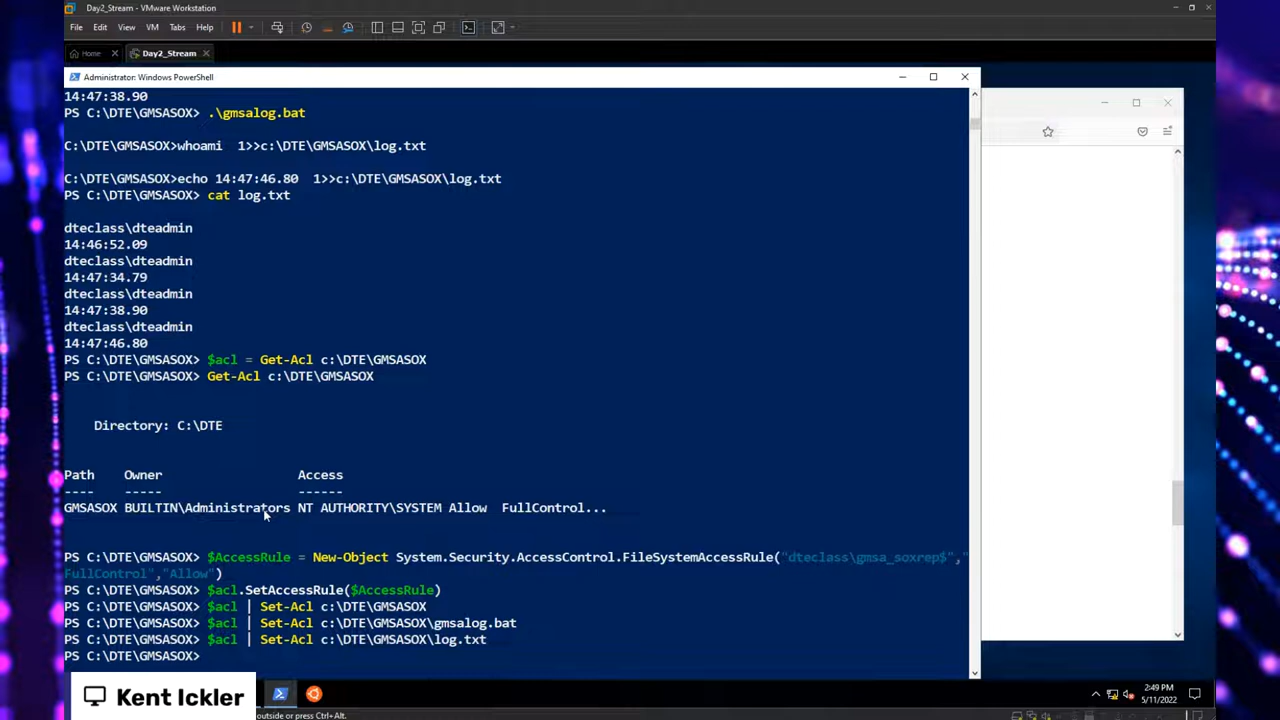 Day2_Stream - VMware Workstation
File Edit View VM Tabs Help
Home Day2_Stream
Administrator: Windows PowerShell
14:47:38.90
PS C:\DTE\GMSASOX> .\gmsalog.bat
C:\DTE\GMSASOX>whoami  1>>c:\DTE\GMSASOX\log.txt
C:\DTE\GMSASOX>echo 14:47:46.80  1>>c:\DTE\GMSASOX\log.txt
PS C:\DTE\GMSASOX> cat log.txt
dteclass\dteadmin
14:46:52.09
dteclass\dteadmin
14:47:34.79
dteclass\dteadmin
14:47:38.90
dteclass\dteadmin
14:47:46.80
PS C:\DTE\GMSASOX> $acl = Get-Acl c:\DTE\GMSASOX
PS C:\DTE\GMSASOX> Get-Acl c:\DTE\GMSASOX
Directory: C:\DTE
Path Owner Access
---- ----- ------
GMSASOX BUILTIN\Administrators NT AUTHORITY\SYSTEM Allow  FullControl...
PS C:\DTE\GMSASOX> $AccessRule = New-Object System.Security.AccessControl.FileSystemAccessRule("dteclass\gmsa_soxrep$","
FullControl","Allow")
PS C:\DTE\GMSASOX> $acl.SetAccessRule($AccessRule)
PS C:\DTE\GMSASOX> $acl | Set-Acl c:\DTE\GMSASOX
PS C:\DTE\GMSASOX> $acl | Set-Acl c:\DTE\GMSASOX\gmsalog.bat
PS C:\DTE\GMSASOX> $acl | Set-Acl c:\DTE\GMSASOX\log.txt
PS C:\DTE\GMSASOX>
Kent Ickler
2:49 PM
5/11/2022
outside or press Ctrl+Alt.